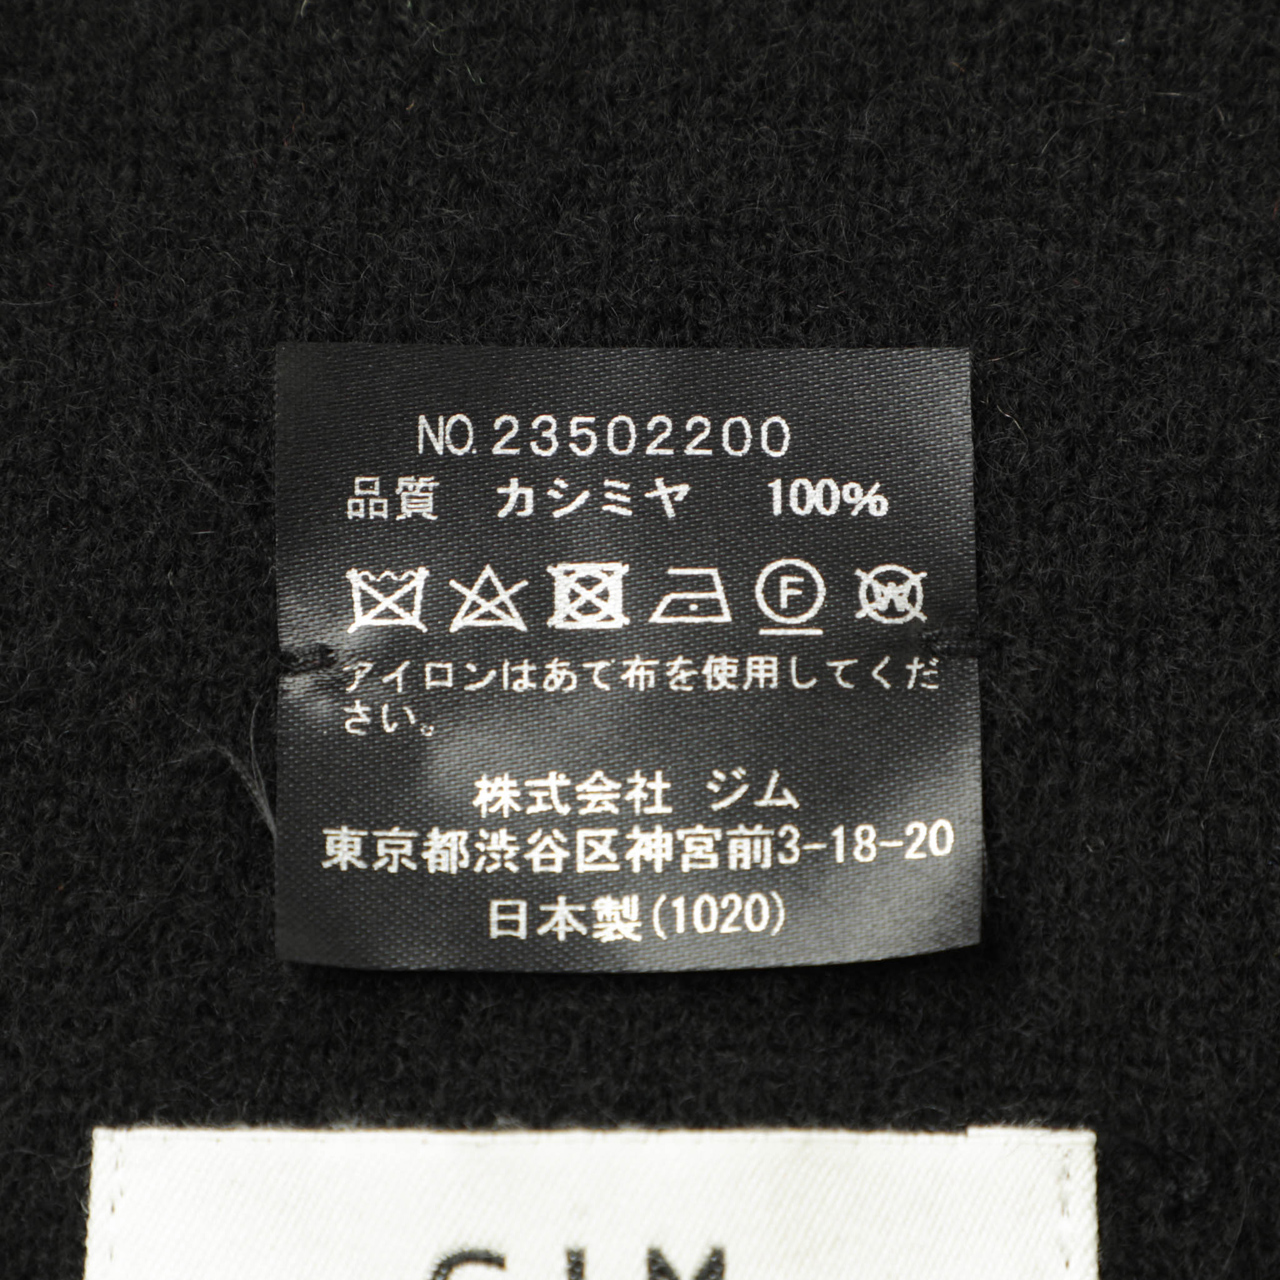 NO.23502200
品質 カシミヤ 100%
F W
アイロンはあて布を使用してくだ
さい。
株式会社 ジム
東京都渋谷区神宮前3-18-20
日本製(1020)
GIM